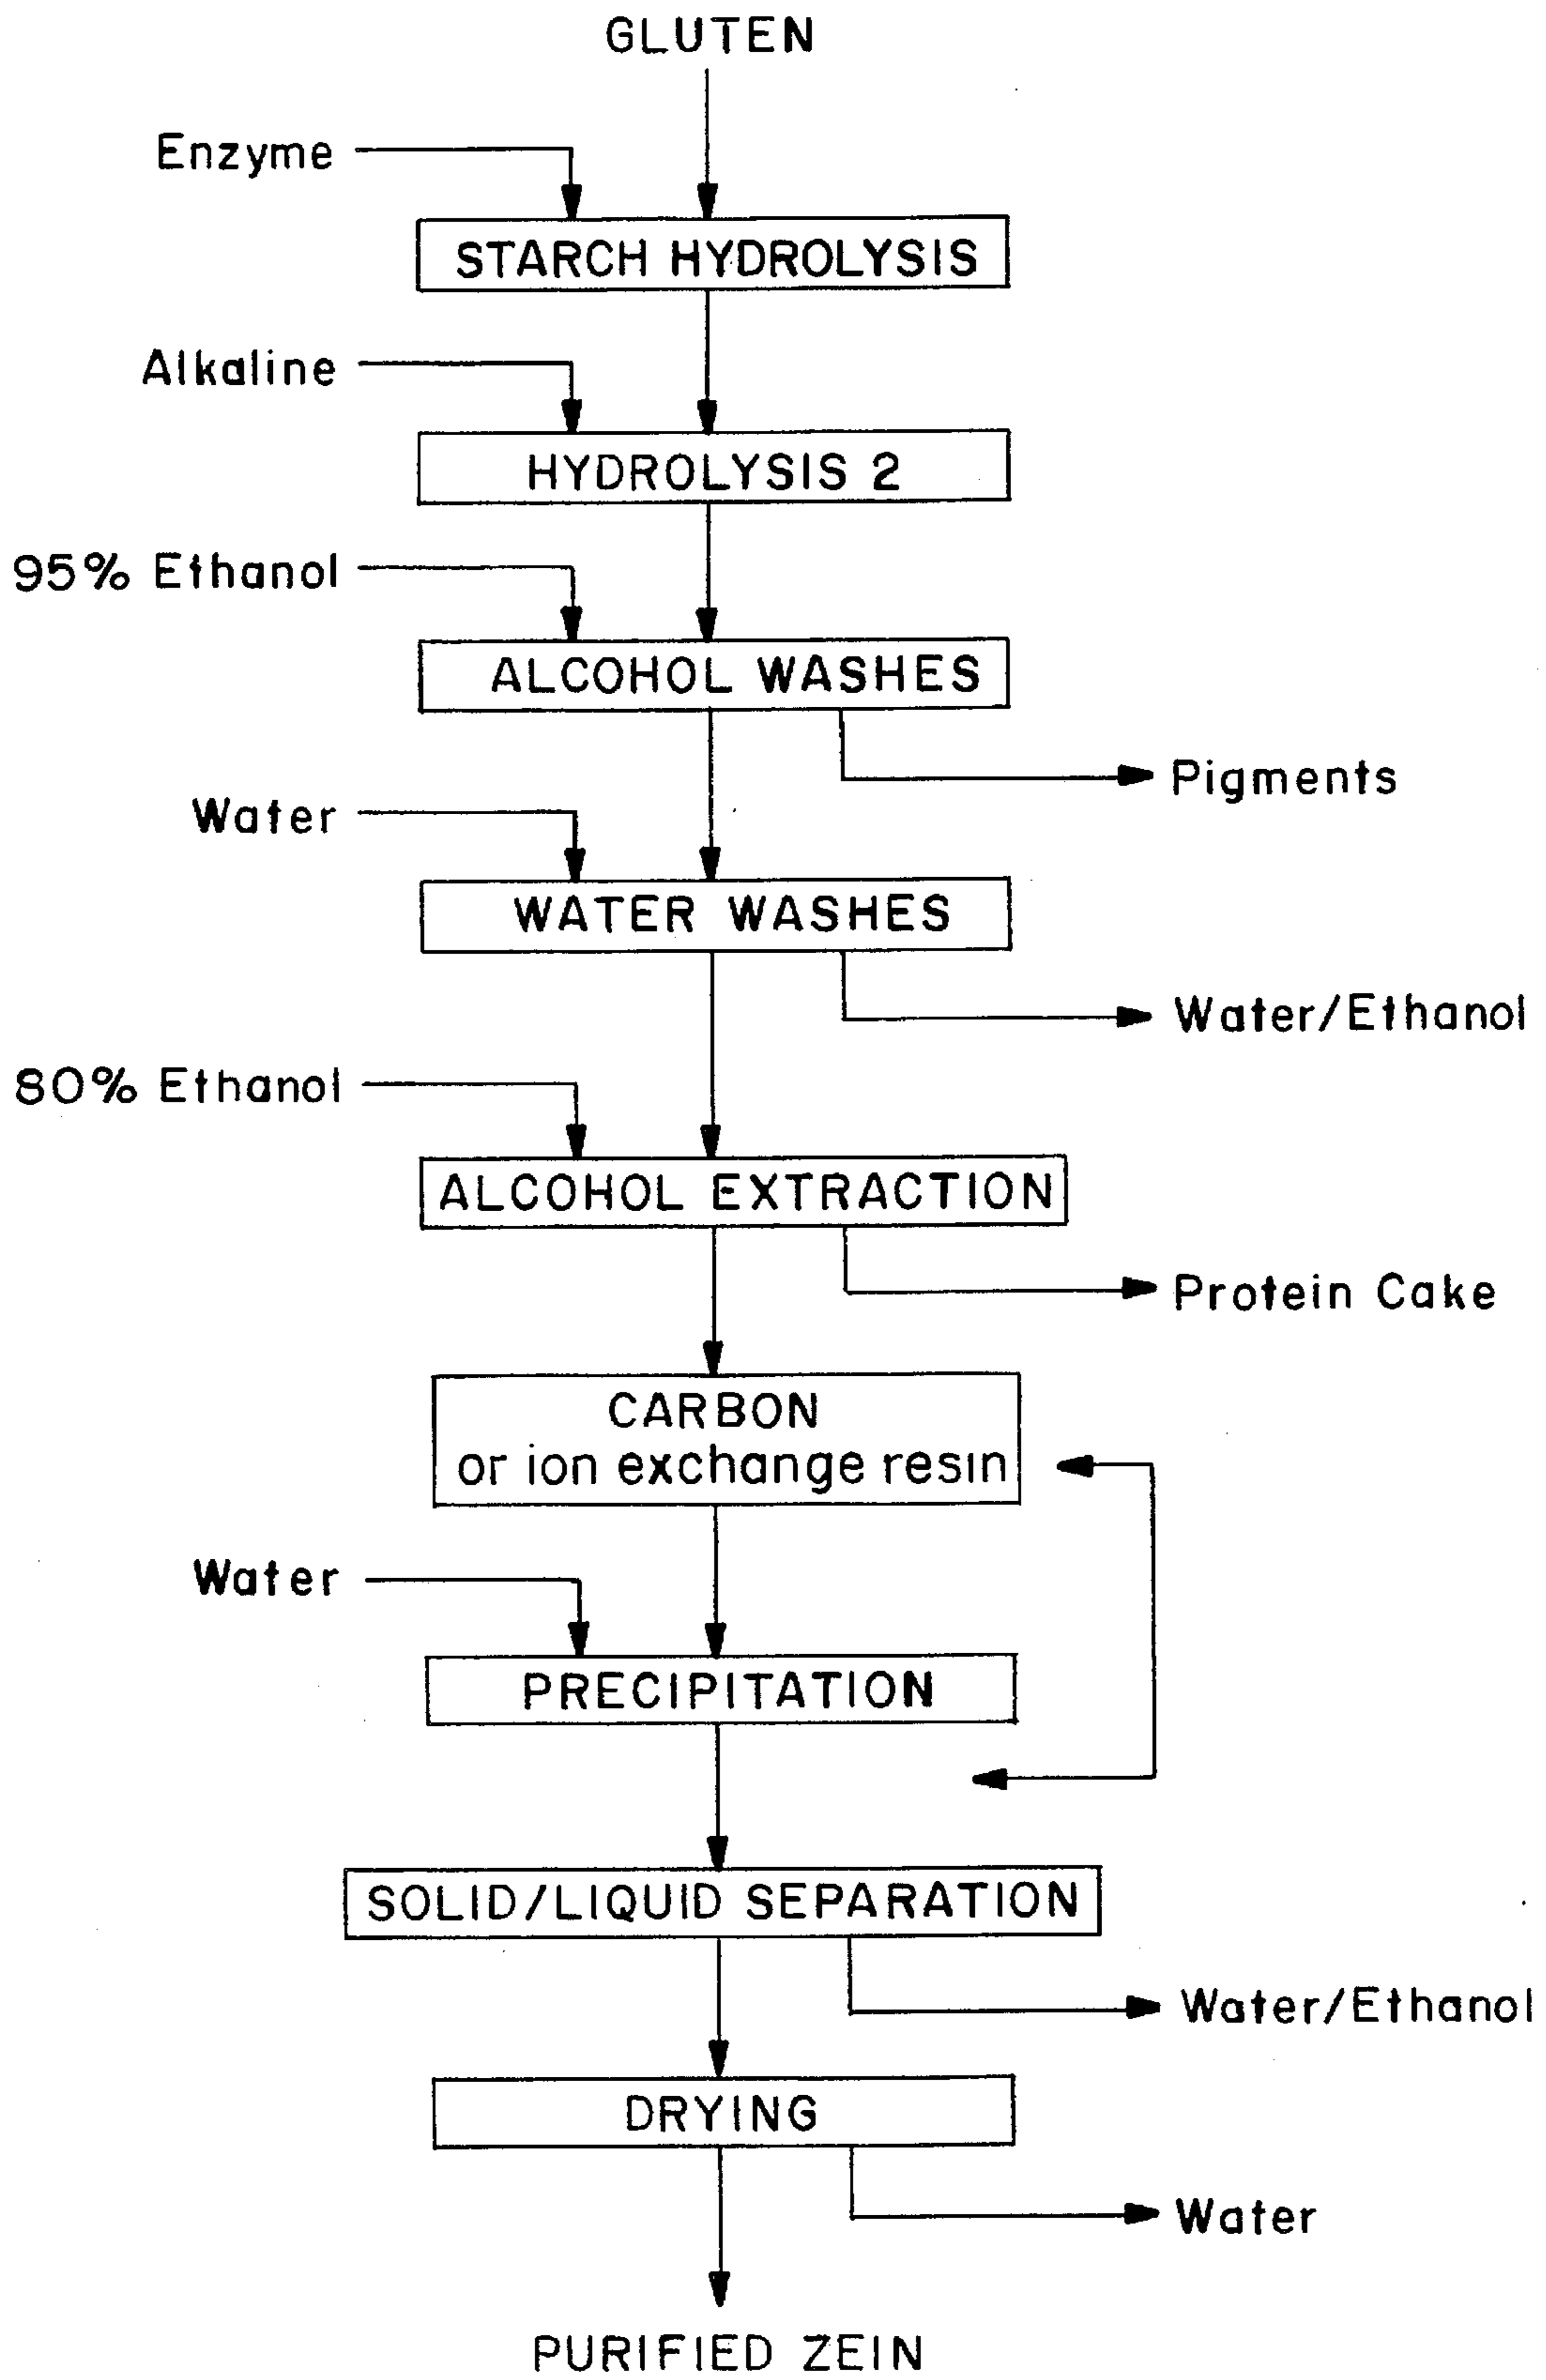 GLUTEN
Enzyme
STARCH HYDROLYSIS
Alkaline
HYDROLYSIS 2
95% Ethanol
ALCOHOL WASHES
Pigments
Water
WATER WASHES
Water/Ethanol
80% Ethanol
ALCOHOL EXTRACTION
Protein Cake
CARBON
or ion exchange resin
Water
PRECIPITATION
SOLID/LIQUID SEPARATION
Water/Ethanol
DRYING
Water
PURIFIED ZEIN